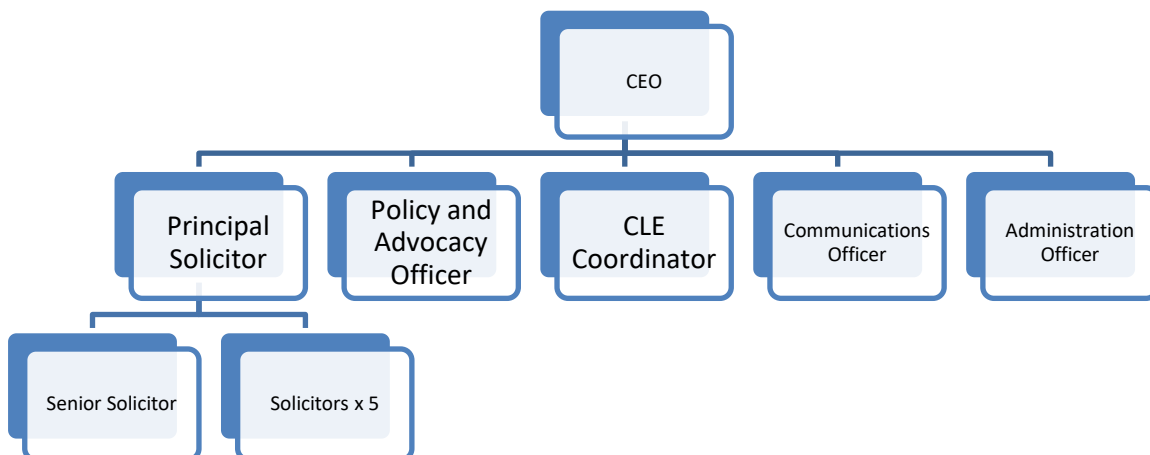 CEO
Principal
Solicitor
Policy and
Advocacy
Officer
CLE
Coordinator
Communications
Officer
Administration
Officer
Senior Solicitor
Solicitors x 5